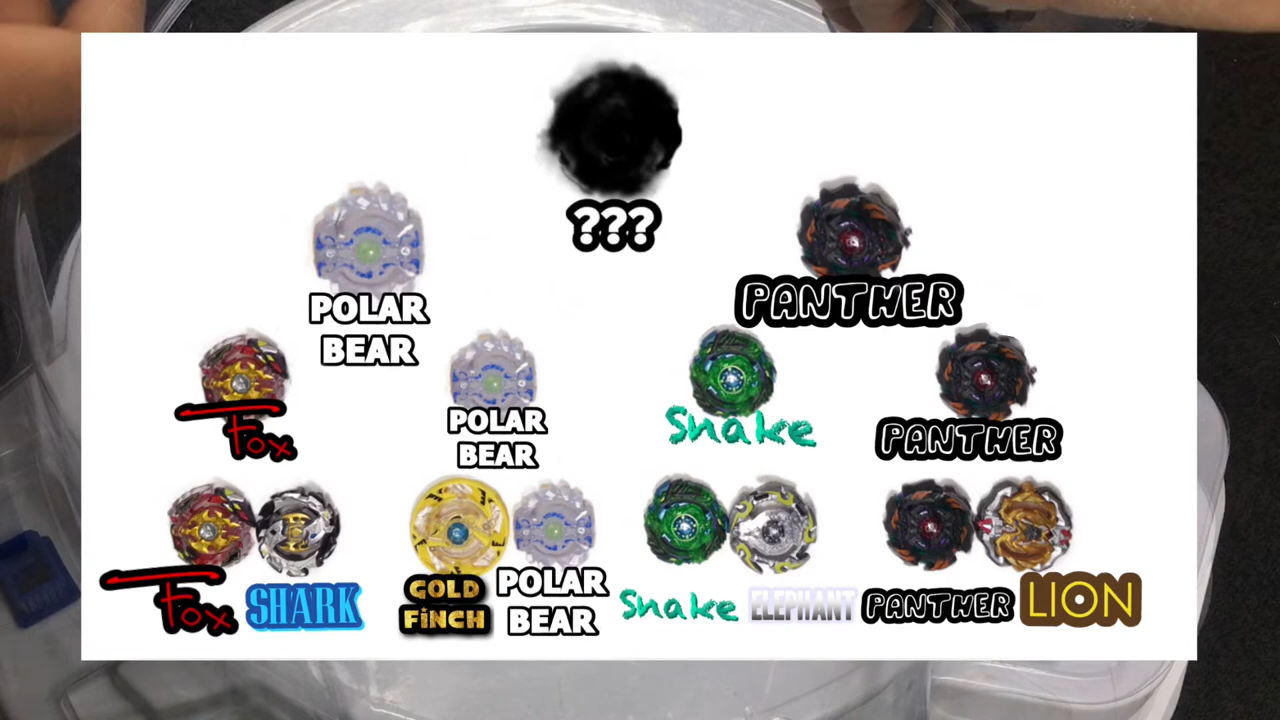 ???
POLAR
BEAR
PANTHER
Fox
POLAR
BEAR
Snake
PANTHER
Fox
SHARK
GOLD
FiNCH
POLAR
BEAR
Snake
ELEPHANT
PANTHER
LION